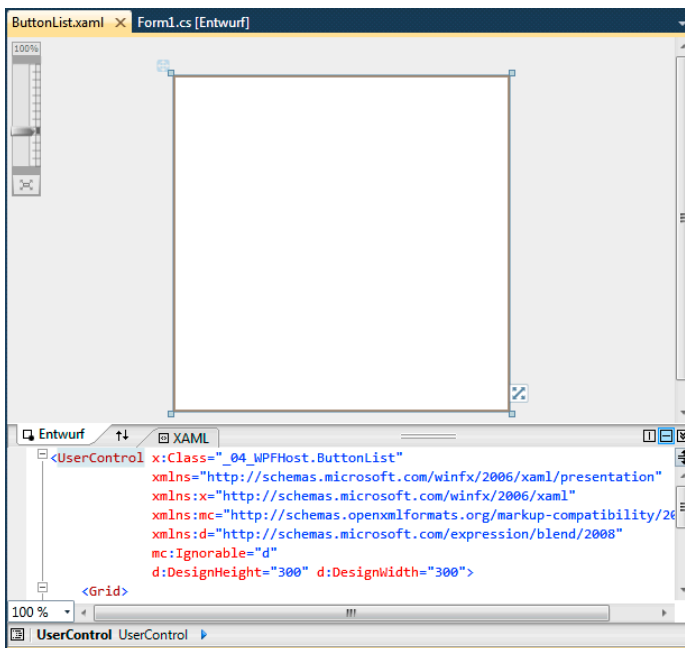 ButtonList.xaml × Form1.cs [Entwurf]
100%
Entwurf XAML
<UserControl x:Class="_04_WPFHost.ButtonList"
xmlns="http://schemas.microsoft.com/winfx/2006/xaml/presentation"
xmlns:x="http://schemas.microsoft.com/winfx/2006/xaml"
xmlns:mc="http://schemas.openxmlformats.org/markup-compatibility/20
xmlns:d="http://schemas.microsoft.com/expression/blend/2008"
mc:Ignorable="d"
d:DesignHeight="300" d:DesignWidth="300">
<Grid>
100 %
UserControl UserControl